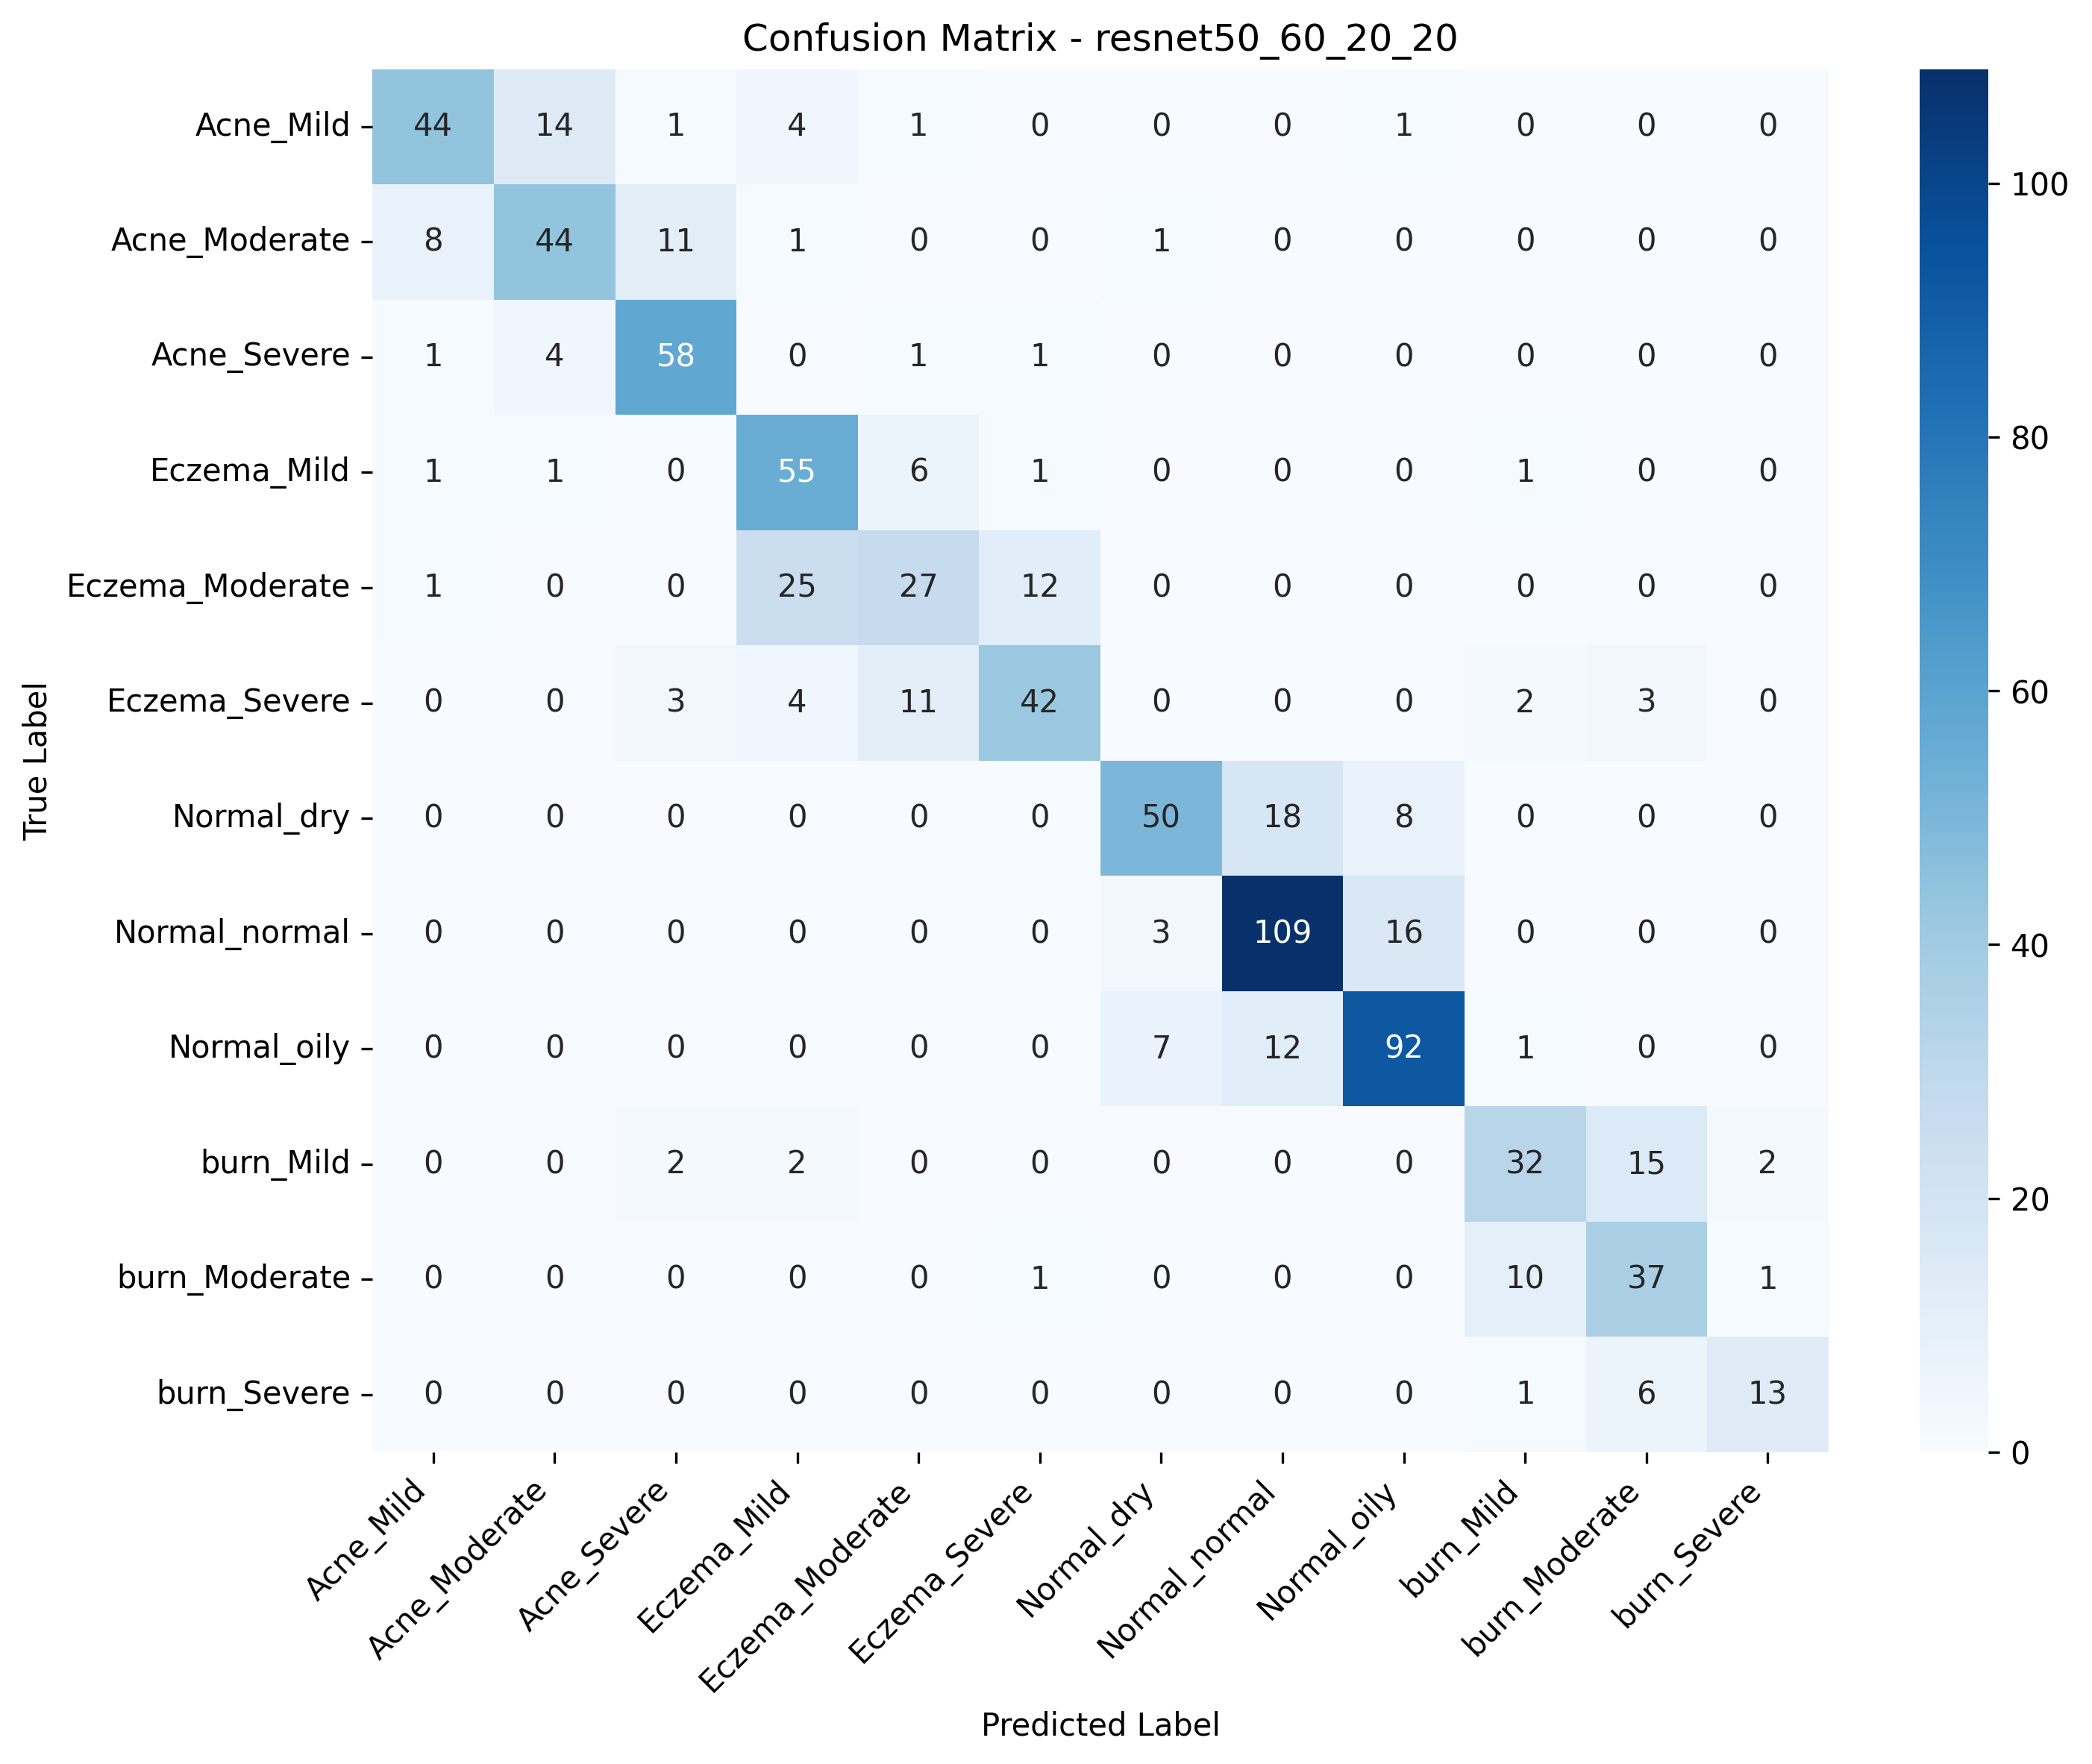 Confusion Matrix - resnet50_60_20_20
True Label
Acne_Mild 44 14 1 4 1 0 0 0 1 0 0 0
Acne_Moderate 8 44 11 1 0 0 1 0 0 0 0 0
Acne_Severe 1 4 58 0 1 1 0 0 0 0 0 0
Eczema_Mild 1 1 0 55 6 1 0 0 0 1 0 0
Eczema_Moderate 1 0 0 25 27 12 0 0 0 0 0 0
Eczema_Severe 0 0 3 4 11 42 0 0 0 2 3 0
Normal_dry 0 0 0 0 0 0 50 18 8 0 0 0
Normal_normal 0 0 0 0 0 0 3 109 16 0 0 0
Normal_oily 0 0 0 0 0 0 7 12 92 1 0 0
burn_Mild 0 0 2 2 0 0 0 0 0 32 15 2
burn_Moderate 0 0 0 0 0 1 0 0 0 10 37 1
burn_Severe 0 0 0 0 0 0 0 0 0 1 6 13
Acne_Mild
Acne_Moderate
Acne_Severe
Eczema_Mild
Eczema_Moderate
Eczema_Severe
Normal_dry
Normal_normal
Normal_oily
burn_Mild
burn_Moderate
burn_Severe
Predicted Label
100
80
60
40
20
0